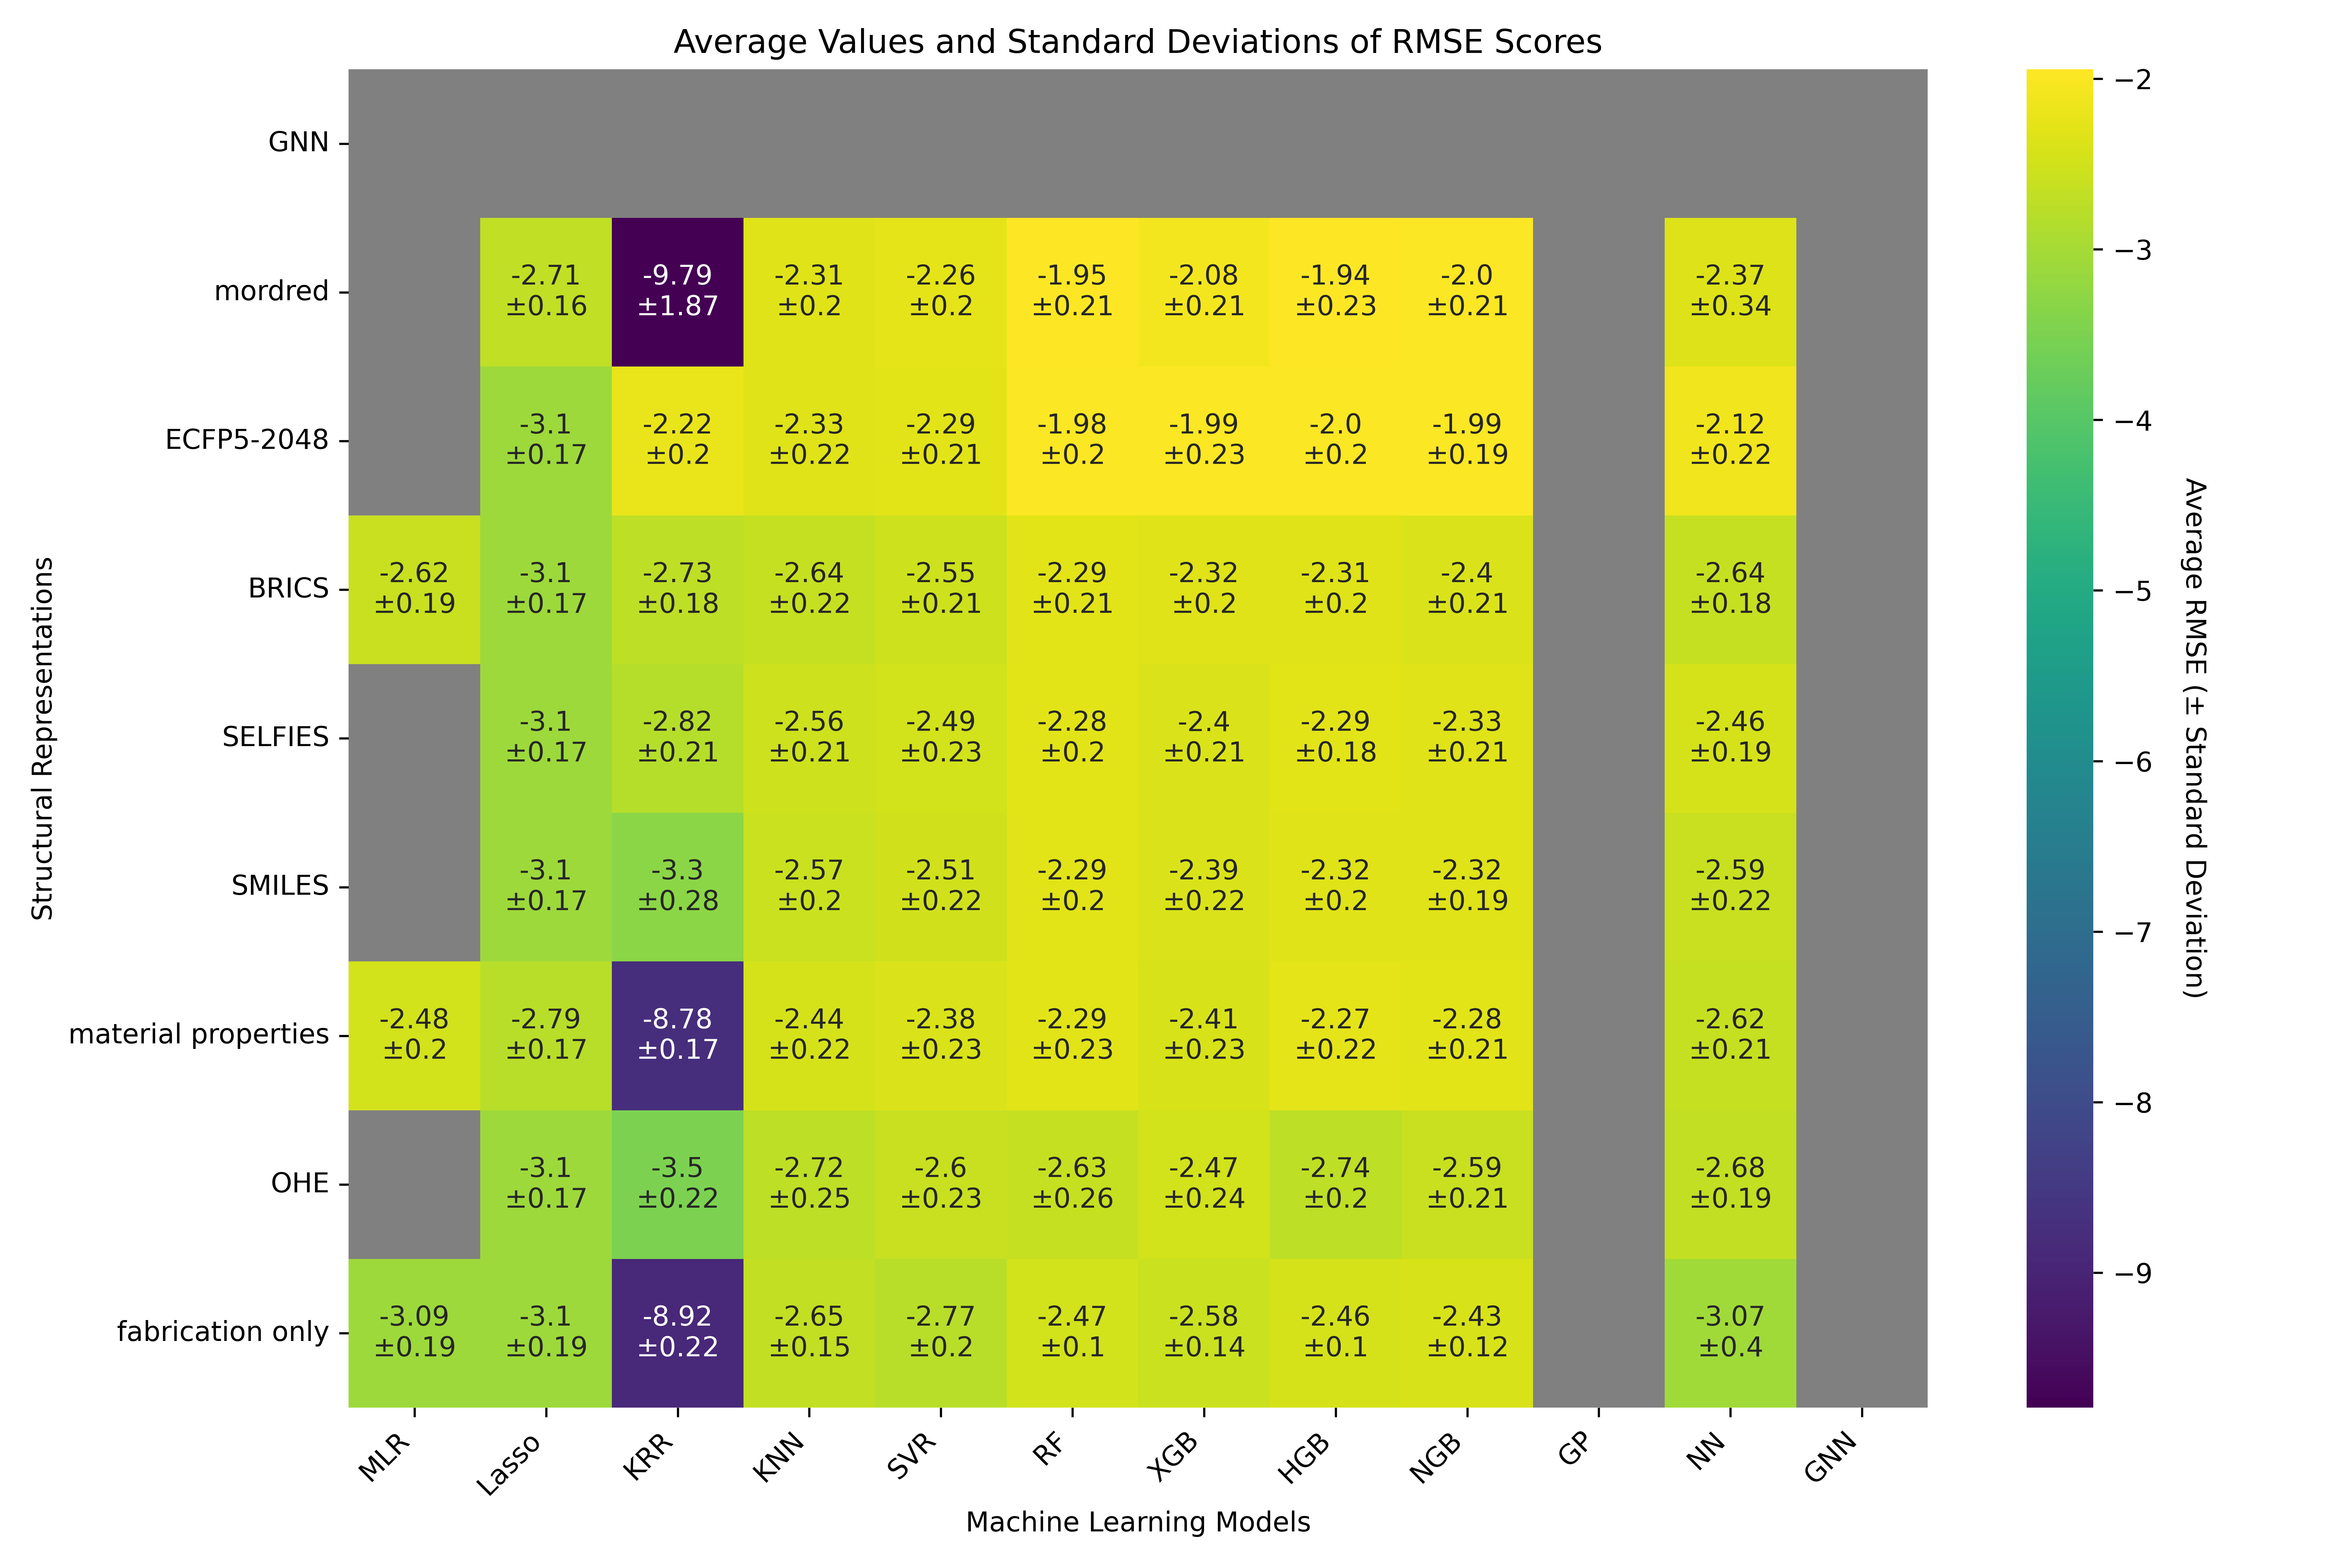 Average Values and Standard Deviations of RMSE Scores
Structural Representations
GNN
mordred
-2.71 -9.79 -2.31 -2.26 -1.95 -2.08 -1.94 -2.0 -2.37
±0.16 ±1.87 ±0.2 ±0.2 ±0.21 ±0.21 ±0.23 ±0.21 ±0.34
ECFP5-2048
-3.1 -2.22 -2.33 -2.29 -1.98 -1.99 -2.0 -1.99 -2.12
±0.17 ±0.2 ±0.22 ±0.21 ±0.2 ±0.23 ±0.2 ±0.19 ±0.22
BRICS
-2.62 -3.1 -2.73 -2.64 -2.55 -2.29 -2.32 -2.31 -2.4 -2.64
±0.19 ±0.17 ±0.18 ±0.22 ±0.21 ±0.21 ±0.2 ±0.2 ±0.21 ±0.18
SELFIES
-3.1 -2.82 -2.56 -2.49 -2.28 -2.4 -2.29 -2.33 -2.46
±0.17 ±0.21 ±0.21 ±0.23 ±0.2 ±0.21 ±0.18 ±0.21 ±0.19
SMILES
-3.1 -3.3 -2.57 -2.51 -2.29 -2.39 -2.32 -2.32 -2.59
±0.17 ±0.28 ±0.2 ±0.22 ±0.2 ±0.22 ±0.2 ±0.19 ±0.22
material properties
-2.48 -2.79 -8.78 -2.44 -2.38 -2.29 -2.41 -2.27 -2.28 -2.62
±0.2 ±0.17 ±0.17 ±0.22 ±0.23 ±0.23 ±0.23 ±0.22 ±0.21 ±0.21
OHE
-3.1 -3.5 -2.72 -2.6 -2.63 -2.47 -2.74 -2.59 -2.68
±0.17 ±0.22 ±0.25 ±0.23 ±0.26 ±0.24 ±0.2 ±0.21 ±0.19
fabrication only
-3.09 -3.1 -8.92 -2.65 -2.77 -2.47 -2.58 -2.46 -2.43 -3.07
±0.19 ±0.19 ±0.22 ±0.15 ±0.2 ±0.1 ±0.14 ±0.1 ±0.12 ±0.4
MLR Lasso KRR KNN SVR RF XGB HGB NGB GP NN GNN
Machine Learning Models
−2
−3
−4
−5
−6
−7
−8
−9
Average RMSE (± Standard Deviation)